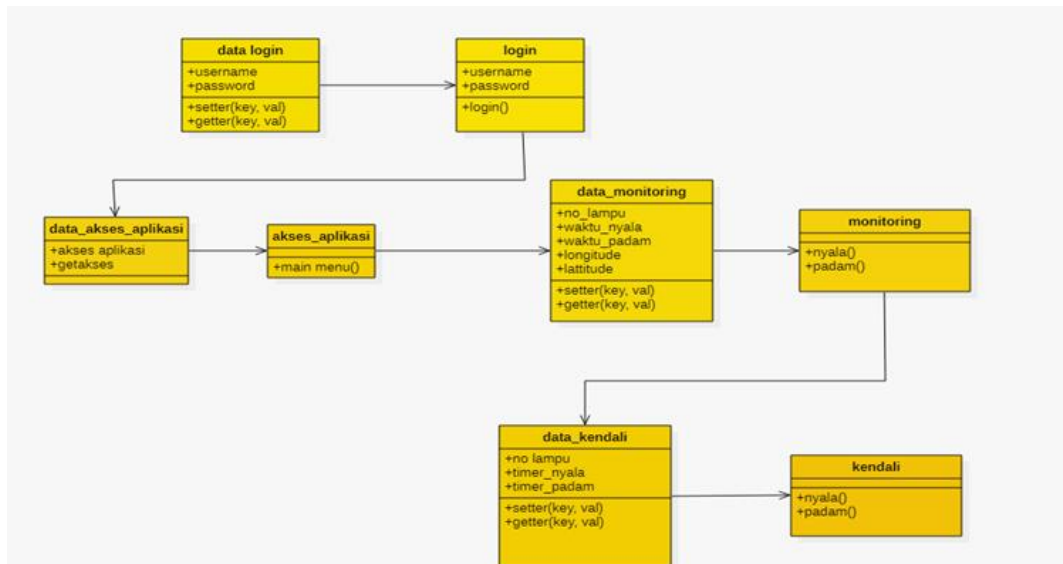 data login
+username
+password
+setter(key, val)
+getter(key, val)
login
+username
+password
+login()
data_akses_aplikasi
+akses aplikasi
+getakses
akses_aplikasi
+main menu()
data_monitoring
+no_lampu
+waktu_nyala
+waktu_padam
+longitude
+lattitude
+setter(key, val)
+getter(key, val)
monitoring
+nyala()
+padam()
data_kendali
+no lampu
+timer_nyala
+timer_padam
+setter(key, val)
+getter(key, val)
kendali
+nyala()
+padam()